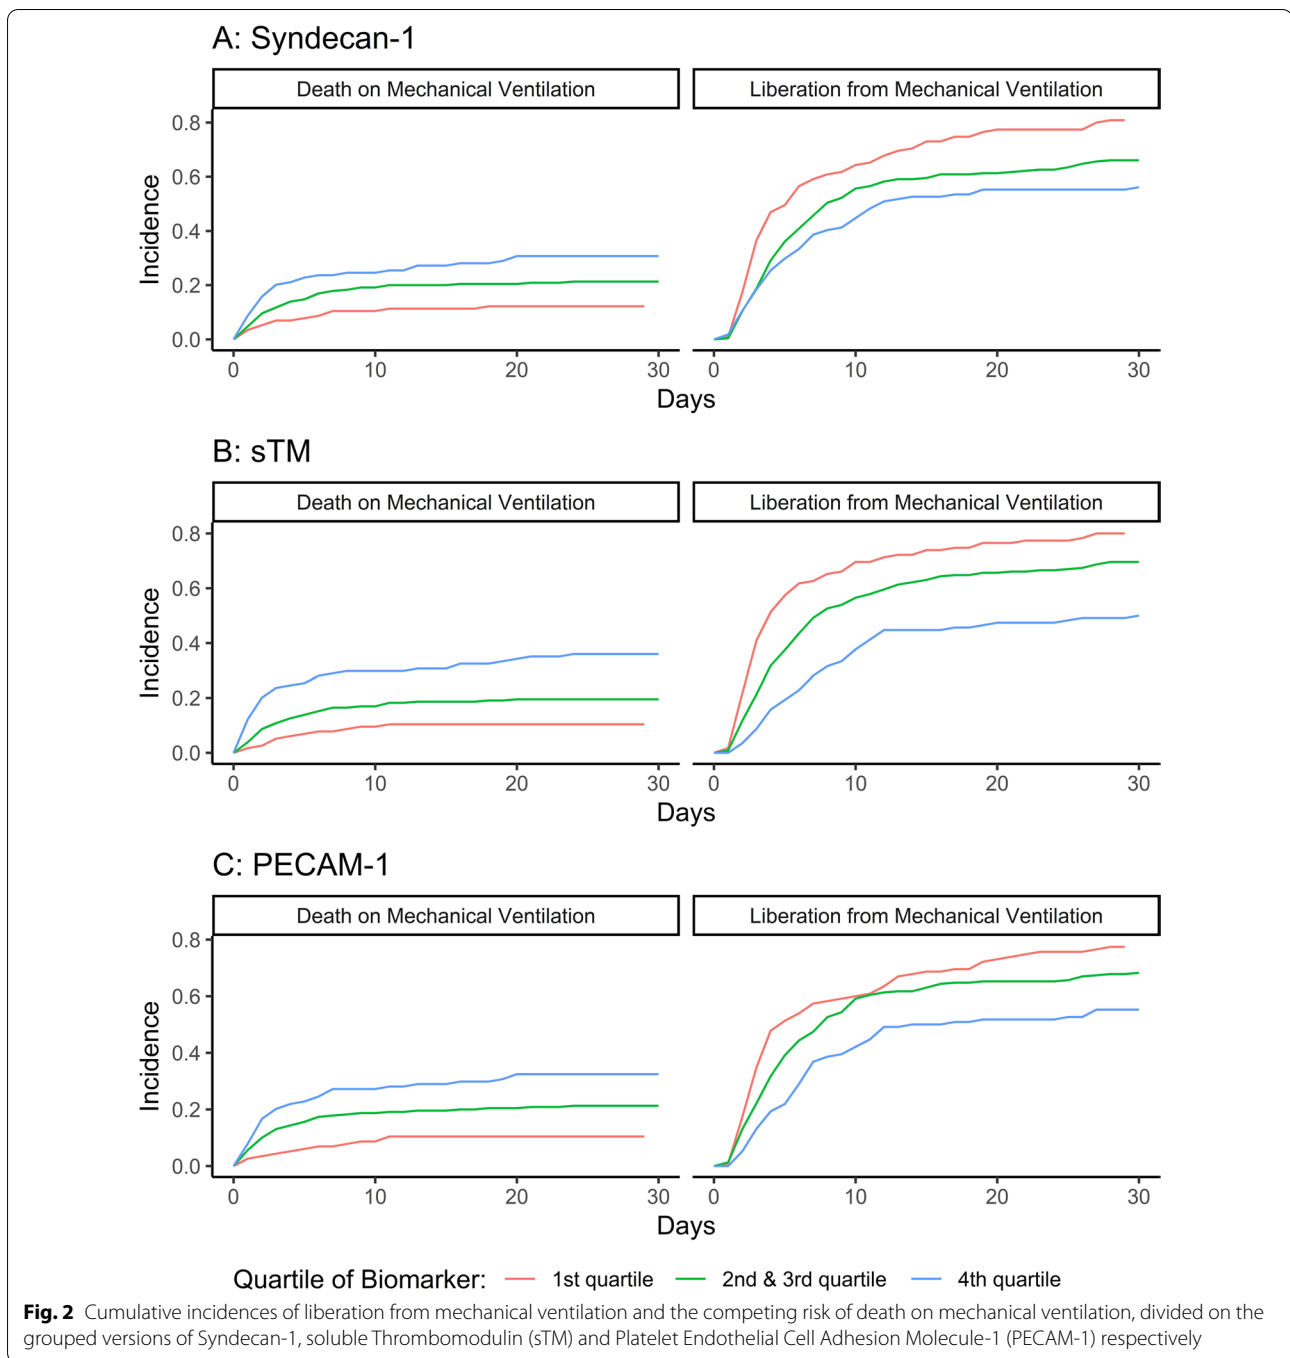 A: Syndecan-1
Death on Mechanical Ventilation
Liberation from Mechanical Ventilation
Incidence
0.8
0.6
0.4
0.2
0.0
0 10 20 30 0 10 20 30
Days
B: sTM
Death on Mechanical Ventilation
Liberation from Mechanical Ventilation
Incidence
0.8
0.6
0.4
0.2
0.0
0 10 20 30 0 10 20 30
Days
C: PECAM-1
Death on Mechanical Ventilation
Liberation from Mechanical Ventilation
Incidence
0.8
0.6
0.4
0.2
0.0
0 10 20 30 0 10 20 30
Days
Quartile of Biomarker: 1st quartile 2nd & 3rd quartile 4th quartile
Fig. 2 Cumulative incidences of liberation from mechanical ventilation and the competing risk of death on mechanical ventilation, divided on the
grouped versions of Syndecan-1, soluble Thrombomodulin (sTM) and Platelet Endothelial Cell Adhesion Molecule-1 (PECAM-1) respectively